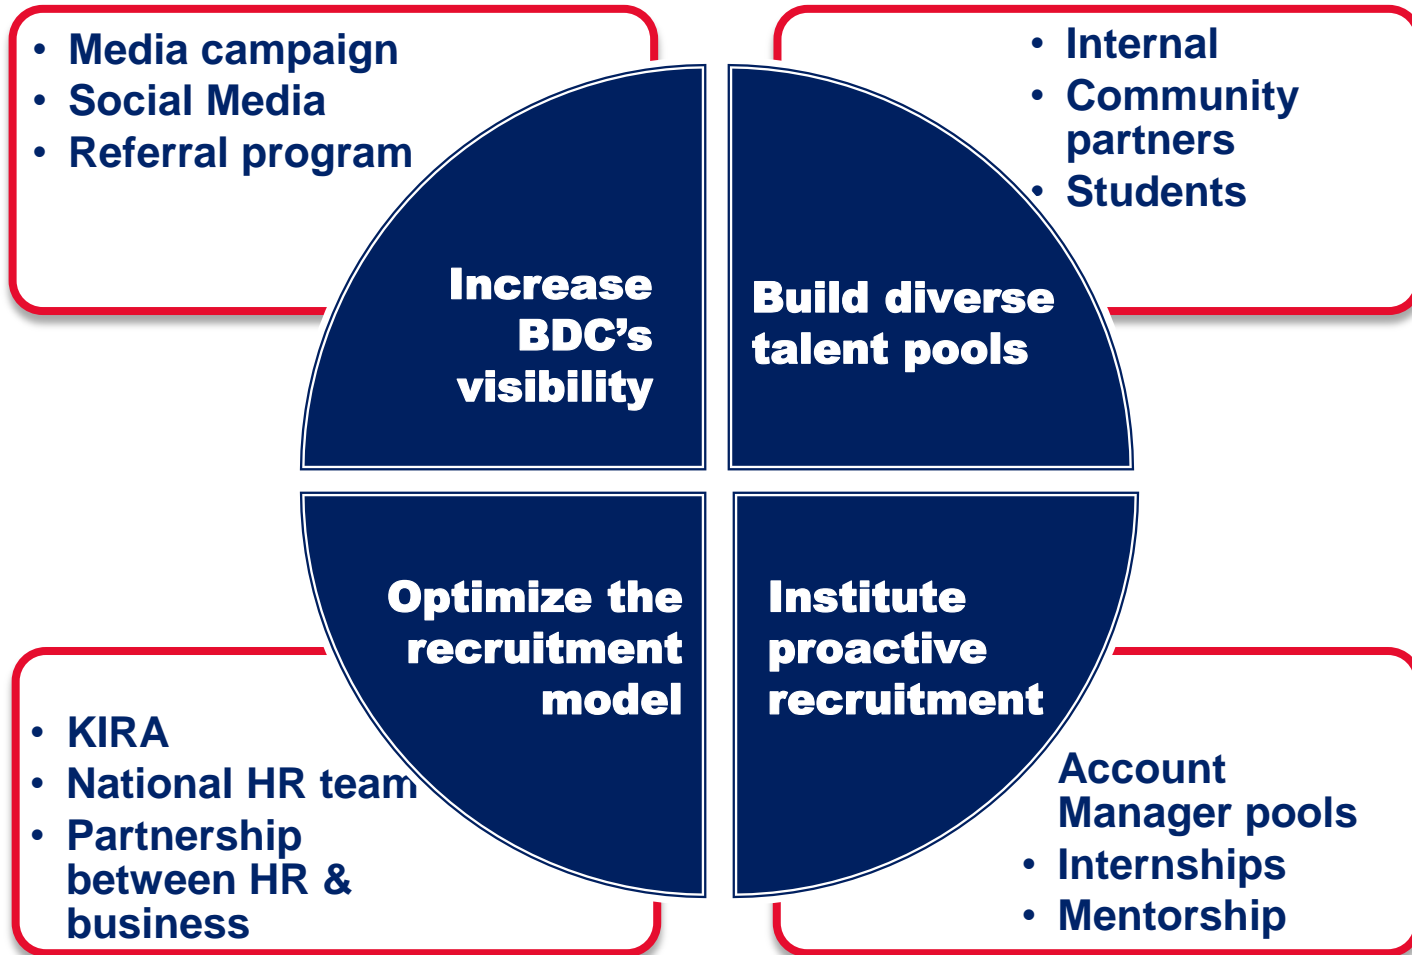 • Media campaign
• Social Media
• Referral program
Increase
BDC’s
visibility
• Internal
• Community
partners
• Students
Build diverse
talent pools
Optimize the
recruitment
model
• KIRA
• National HR team
• Partnership
between HR &
business
Institute
proactive
recruitment
Account
Manager pools
• Internships
• Mentorship